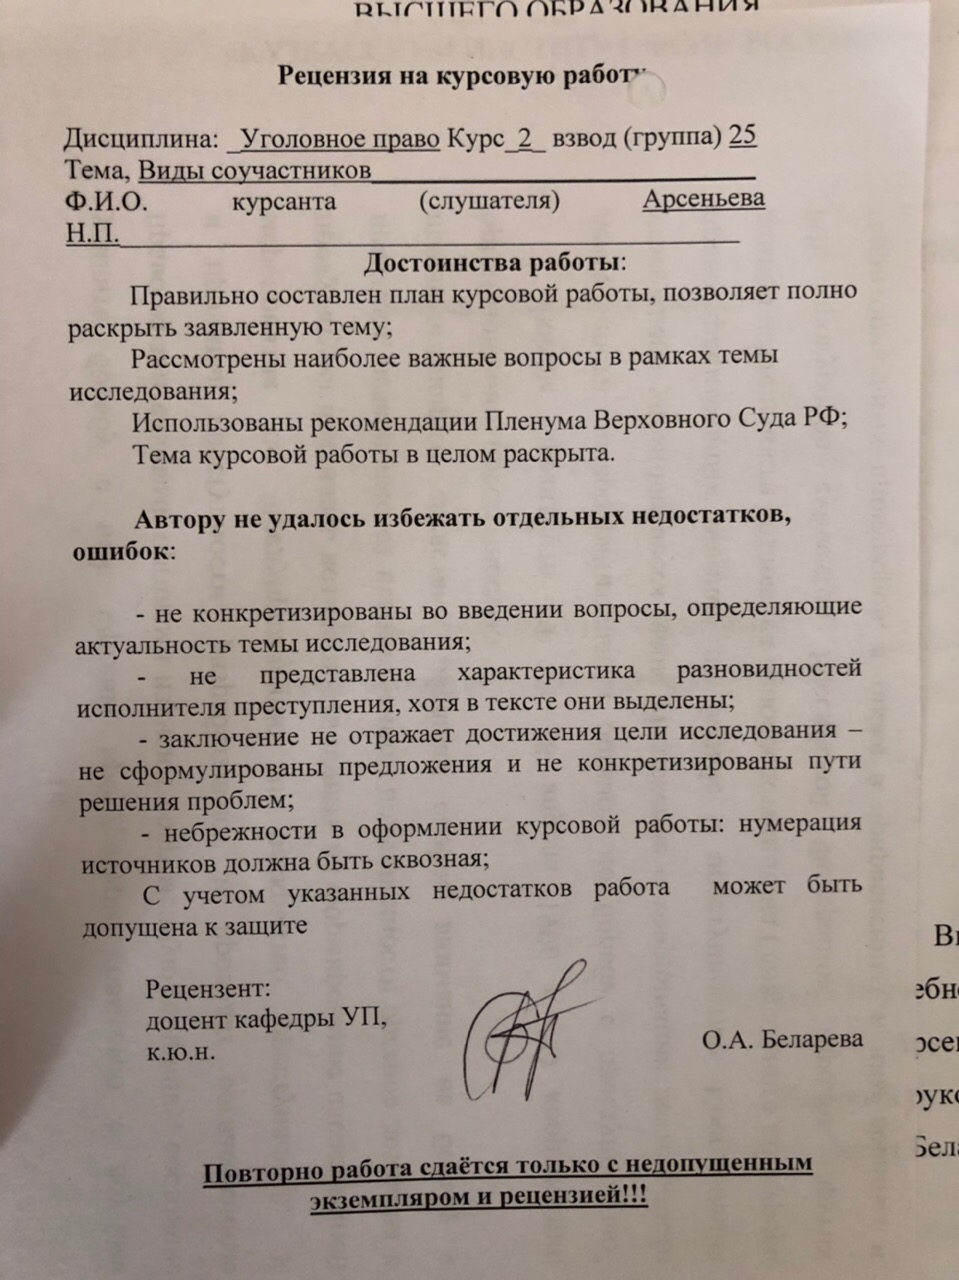 ВЫСШЕГО ОБРАЗОВАНИЯ
Рецензия на курсовую работу
Дисциплина: _Уголовное право Курс_2_ взвод (группа) 25
Тема, Виды соучастников
Ф.И.О. курсанта (слушателя) Арсеньева
Н.П.
Достоинства работы:
Правильно составлен план курсовой работы, позволяет полно
раскрыть заявленную тему;
Рассмотрены наиболее важные вопросы в рамках темы
исследования;
Использованы рекомендации Пленума Верховного Суда РФ;
Тема курсовой работы в целом раскрыта.
Автору не удалось избежать отдельных недостатков,
ошибок:
- не конкретизированы во введении вопросы, определяющие
актуальность темы исследования;
- не представлена характеристика разновидностей
исполнителя преступления, хотя в тексте они выделены;
- заключение не отражает достижения цели исследования –
не сформулированы предложения и не конкретизированы пути
решения проблем;
- небрежности в оформлении курсовой работы: нумерация
источников должна быть сквозная;
С учетом указанных недостатков работа может быть
допущена к защите
Рецензент:
доцент кафедры УП,
к.ю.н.
О.А. Беларева
Повторно работа сдаётся только с недопущенным
экземпляром и рецензией!!!